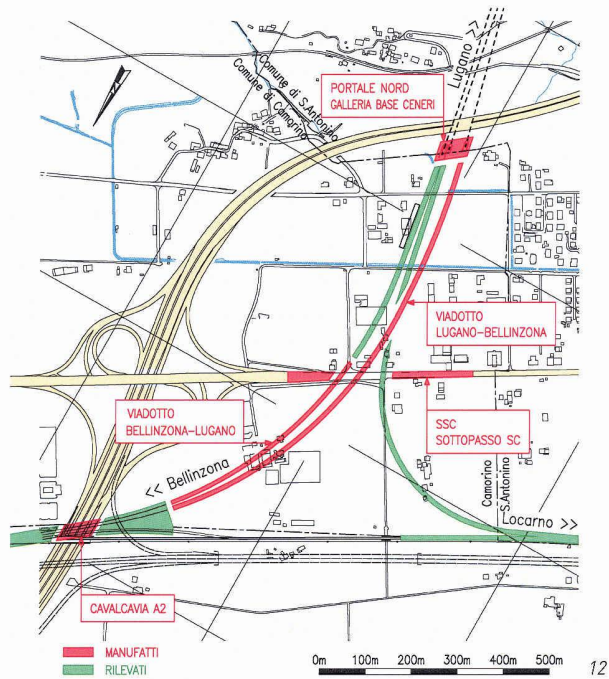 Lugano >>
PORTALE NORD
GALLERIA BASE CENERI
Comune di S.Antonino
Comune di Camorino
N
VIADOTTO
LUGANO-BELLINZONA
VIADOTTO
BELLINZONA-LUGANO
SSC
SOTTOPASSO SC
<< Bellinzona
Camorino
S.Antonino
Locarno >>
CAVALCAVIA A2
MANUFATTI
RILEVATI
0m 100m 200m 300m 400m 500m
12